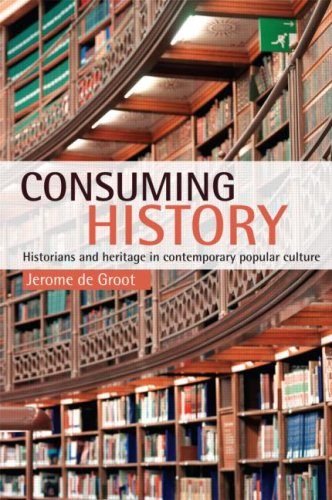 CONSUMING
HISTORY
Historians and heritage in contemporary popular culture
Jerome de Groot